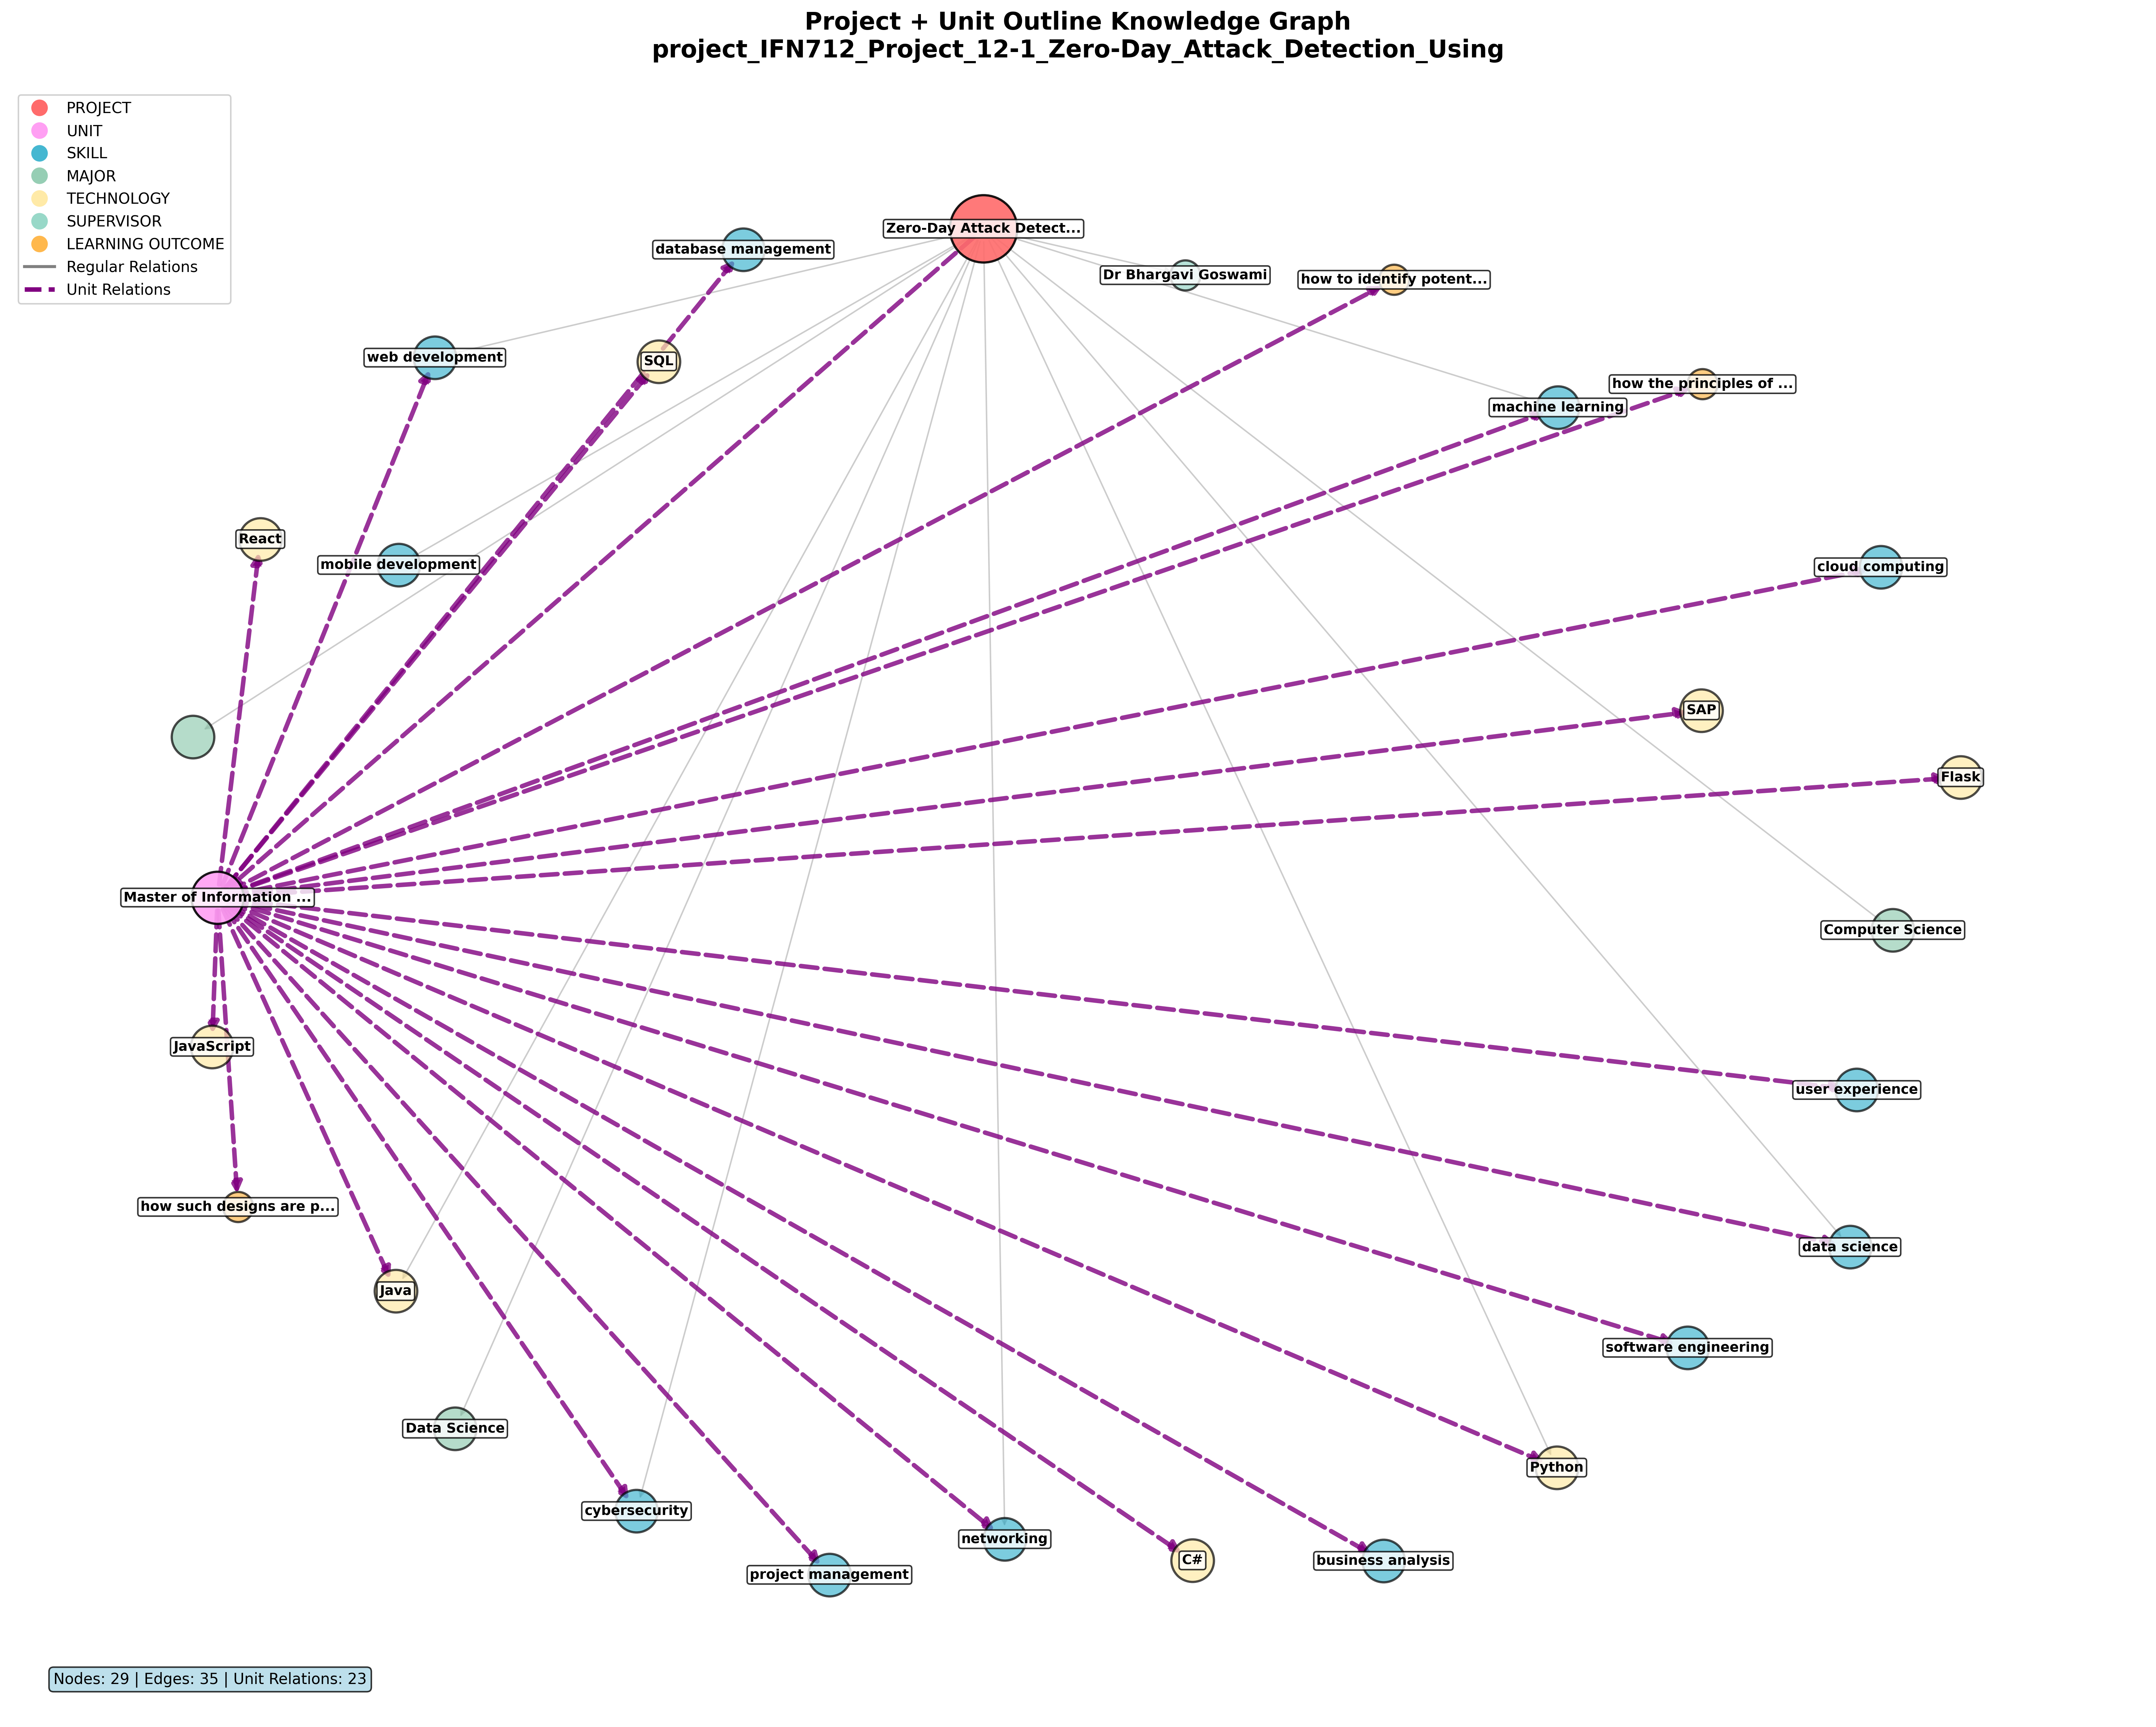 Project + Unit Outline Knowledge Graph
project_IFN712_Project_12-1_Zero-Day_Attack_Detection_Using
PROJECT
UNIT
SKILL
MAJOR
TECHNOLOGY
SUPERVISOR
LEARNING OUTCOME
Regular Relations
Unit Relations
Zero-Day Attack Detect...
database management
Dr Bhargavi Goswami
how to identify potent...
web development
SQL
how the principles of ...
machine learning
React
mobile development
cloud computing
SAP
Flask
Master of Information ...
Computer Science
JavaScript
user experience
how such designs are p...
data science
Java
software engineering
Data Science
Python
cybersecurity
networking
C#
business analysis
project management
Nodes: 29 | Edges: 35 | Unit Relations: 23